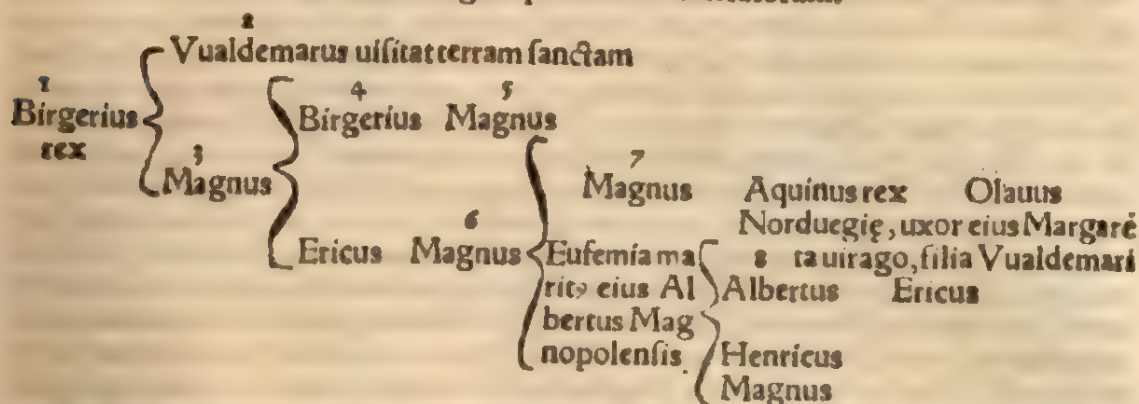 2
Vualdemarus uiſitat terram ſanctam
1 4 5
Birgerius Birgerius Magnus
rex
3 7
Magnus Magnus Aquinus rex Olauus
Norduegię, uxor eius Margarē
6
Ericus Magnus Eufemia ma 8 ta uirago, filia Vualdemari
ritꝰ eius Al Albertus Ericus
bertus Mag
nopolenſis Henricus
Magnus